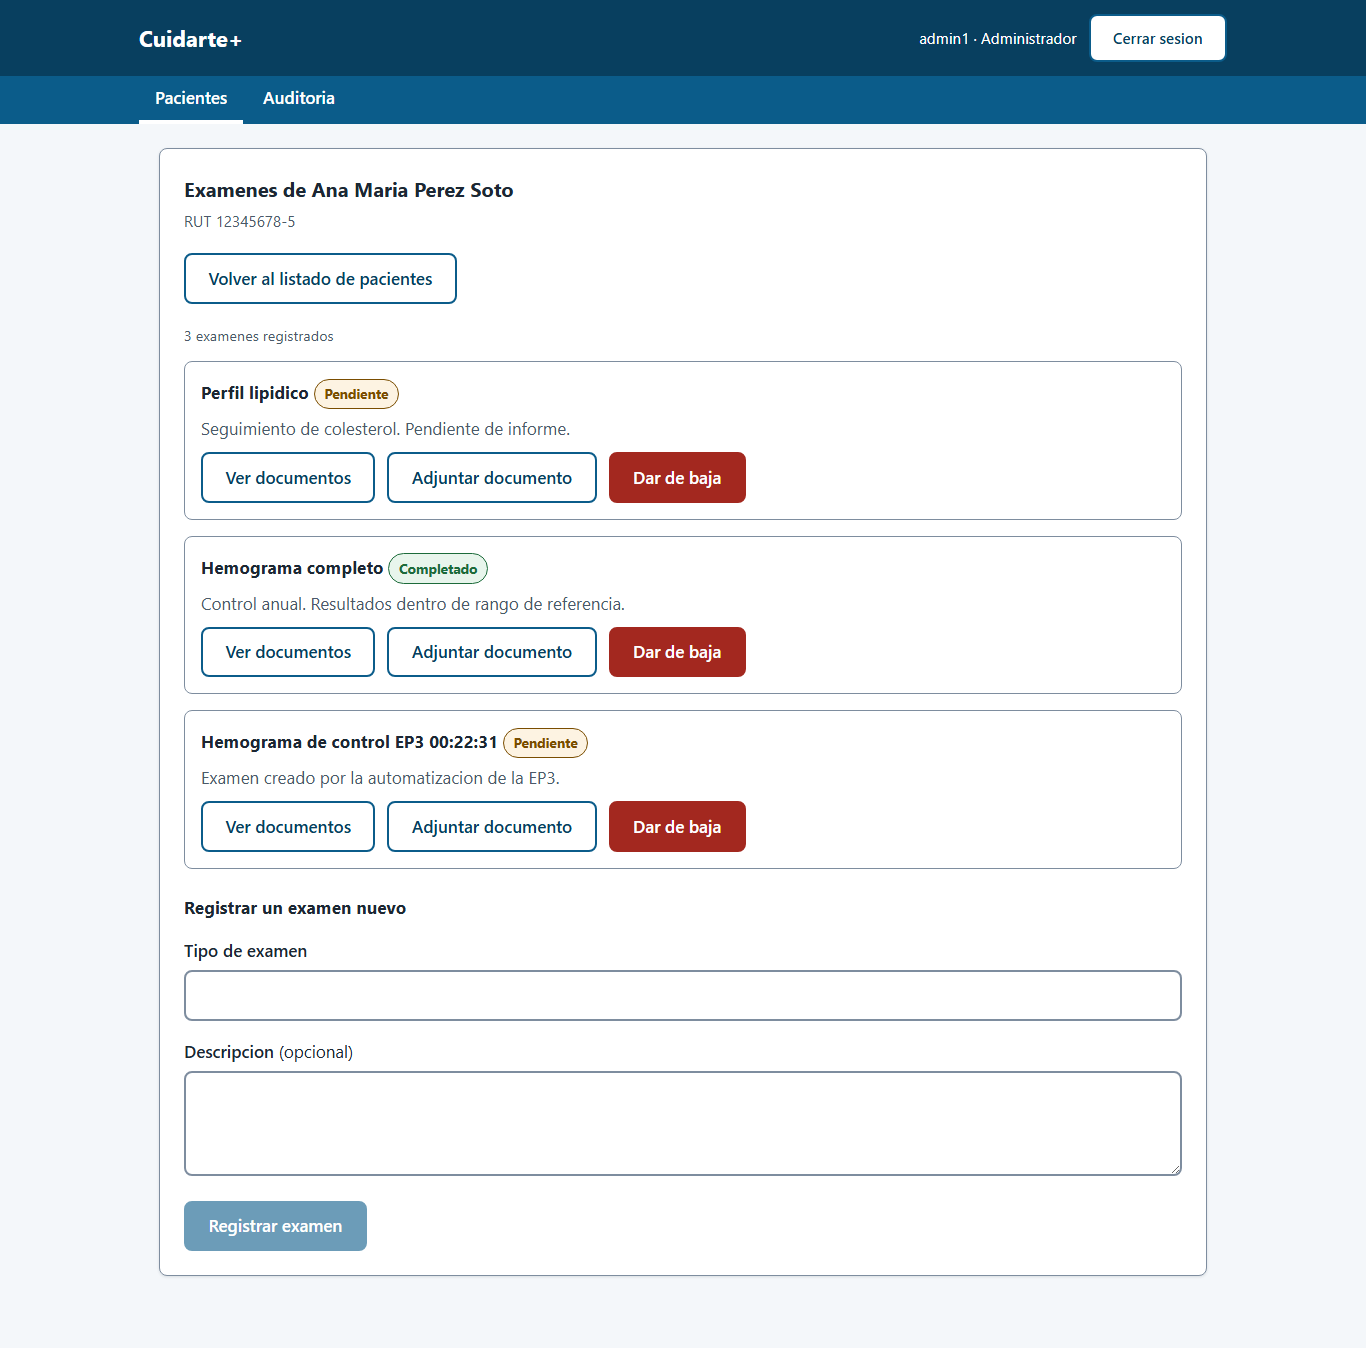 Cuidarte+
admin1 · Administrador
Cerrar sesion
Pacientes
Auditoria
Examenes de Ana Maria Perez Soto
RUT 12345678-5
Volver al listado de pacientes
3 examenes registrados
Perfil lipidico
Pendiente
Seguimiento de colesterol. Pendiente de informe.
Ver documentos
Adjuntar documento
Dar de baja
Hemograma completo
Completado
Control anual. Resultados dentro de rango de referencia.
Ver documentos
Adjuntar documento
Dar de baja
Hemograma de control EP3 00:22:31
Pendiente
Examen creado por la automatizacion de la EP3.
Ver documentos
Adjuntar documento
Dar de baja
Registrar un examen nuevo
Tipo de examen
Descripcion (opcional)
Registrar examen